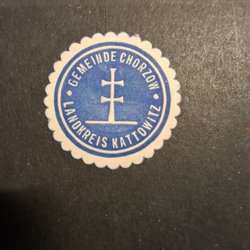 GEMEINDE CHORZOW
LANDKREIS KATTOWITZ